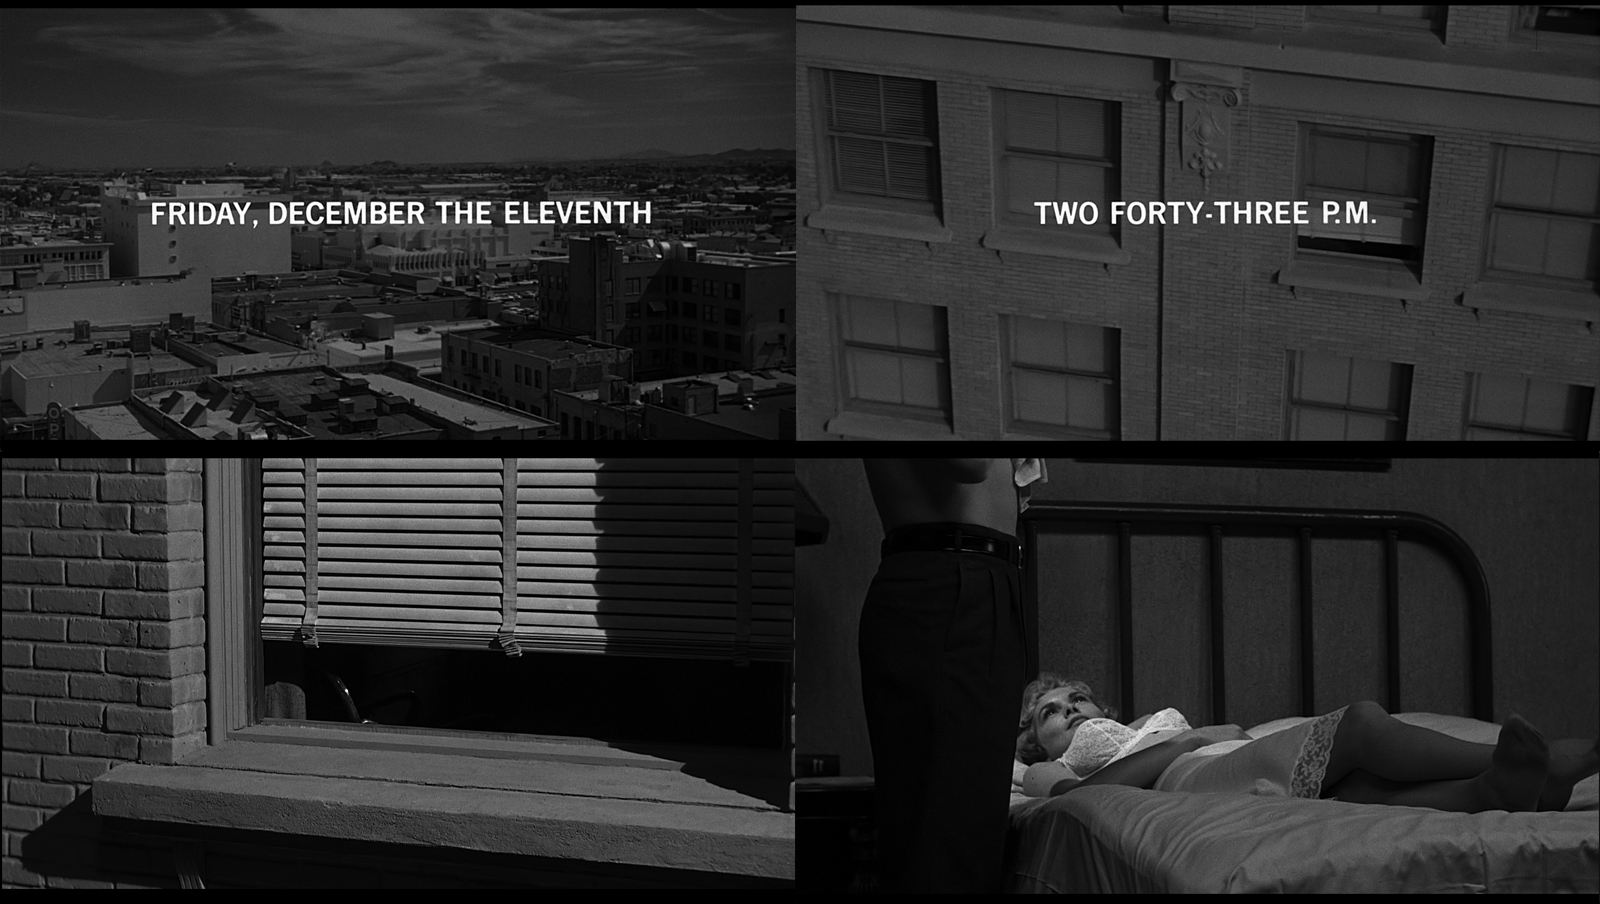 FRIDAY, DECEMBER THE ELEVENTH
TWO FORTY-THREE P.M.